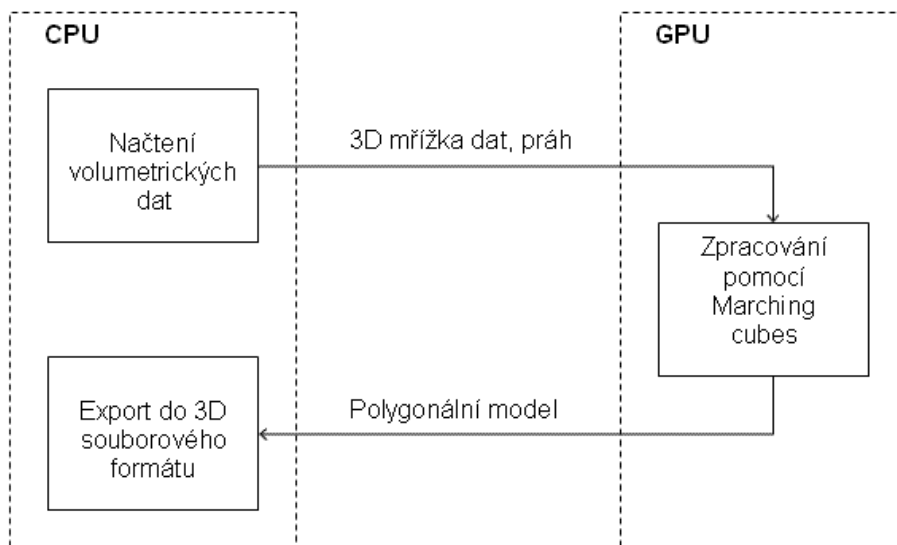 CPU
GPU
Načtení
volumetrických
dat
3D mřížka dat, práh
Zpracování
pomocí
Marching
cubes
Export do 3D
souborového
formátu
Polygonální model